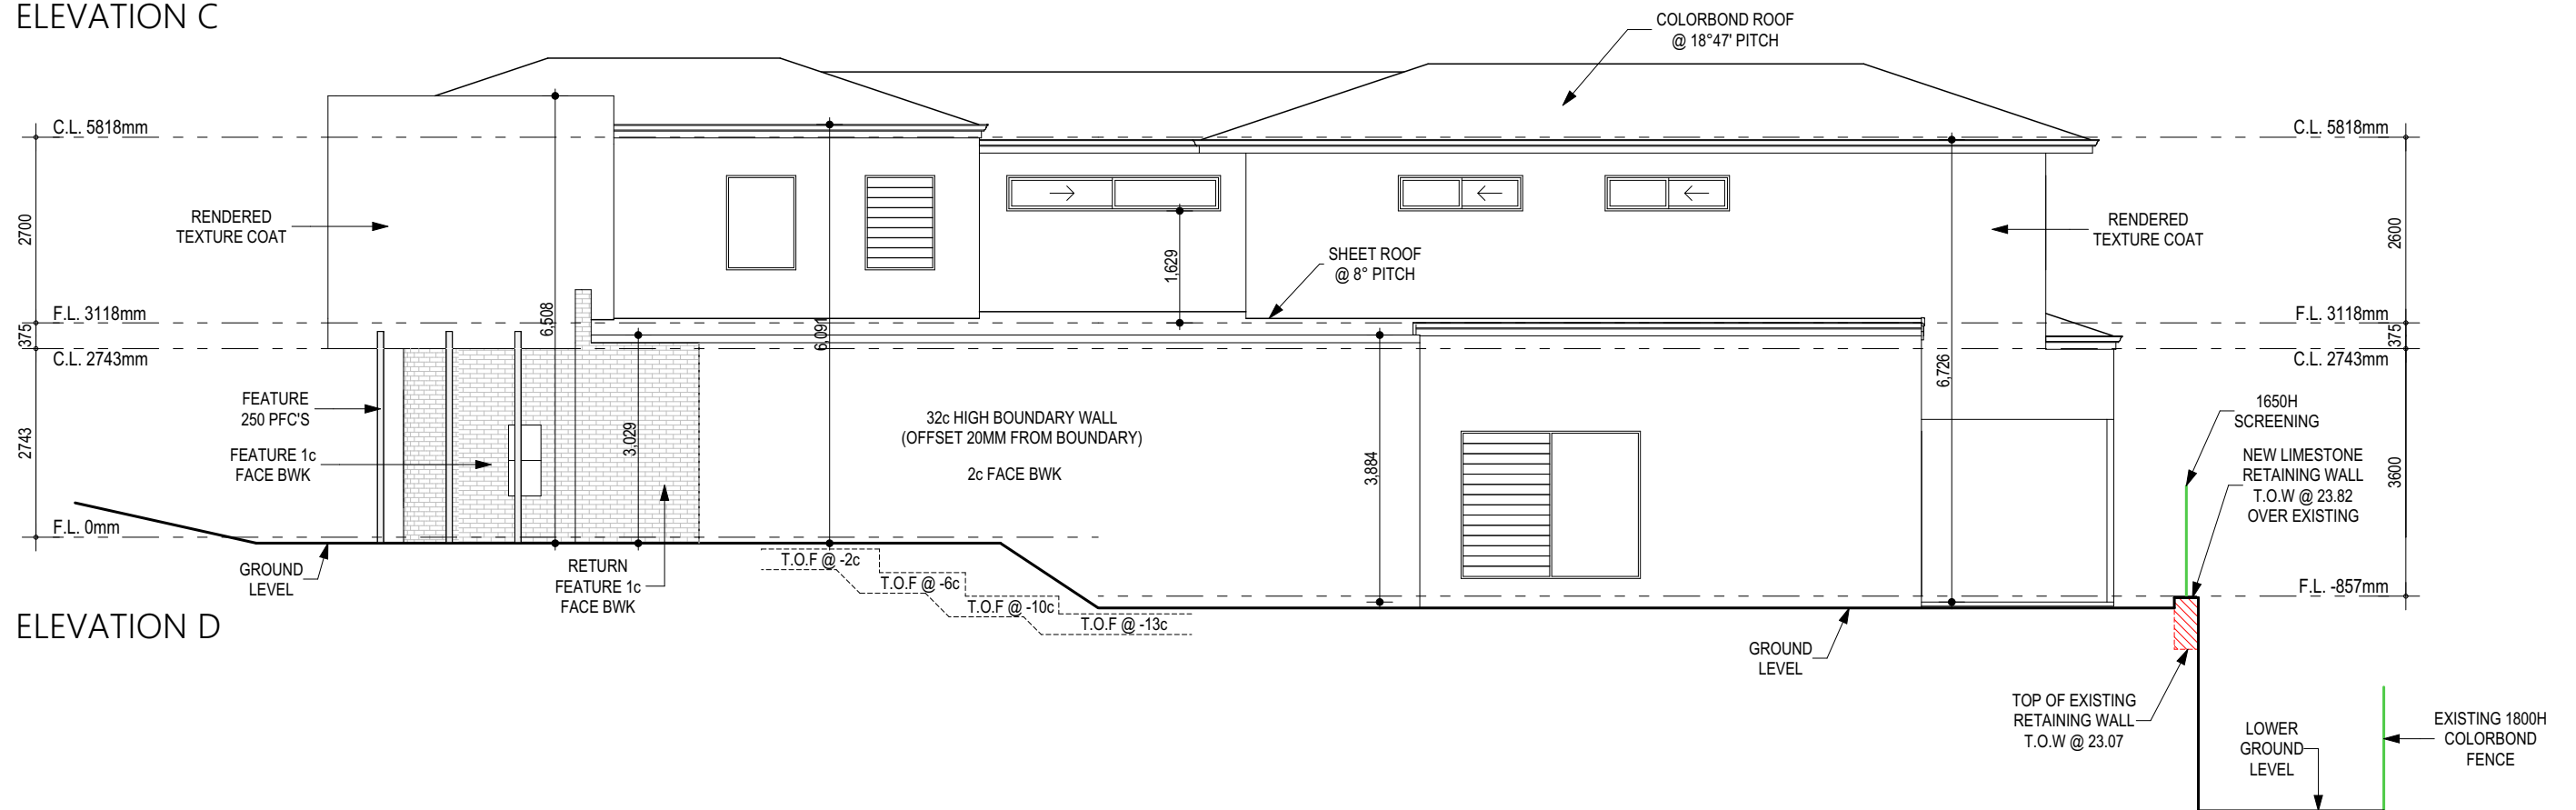 ELEVATION C
COLORBOND ROOF
@ 18°47' PITCH
C.L. 5818mm
C.L. 5818mm
2700
RENDERED
TEXTURE COAT
RENDERED
TEXTURE COAT
2600
SHEET ROOF
@ 8° PITCH
1,629
F.L. 3118mm
F.L. 3118mm
6,508
6,091
375
375
C.L. 2743mm
C.L. 2743mm
6,726
FEATURE
250 PFC'S
32c HIGH BOUNDARY WALL
(OFFSET 20MM FROM BOUNDARY)
2c FACE BWK
1650H
SCREENING
2743
3,029
3,884
FEATURE 1c
FACE BWK
NEW LIMESTONE
RETAINING WALL
T.O.W @ 23.82
OVER EXISTING
3600
F.L. 0mm
GROUND
LEVEL
RETURN
FEATURE 1c
FACE BWK
T.O.F @ -2c
T.O.F @ -6c
T.O.F @ -10c
T.O.F @ -13c
F.L. -857mm
ELEVATION D
GROUND
LEVEL
TOP OF EXISTING
RETAINING WALL
T.O.W @ 23.07
LOWER
GROUND
LEVEL
EXISTING 1800H
COLORBOND
FENCE